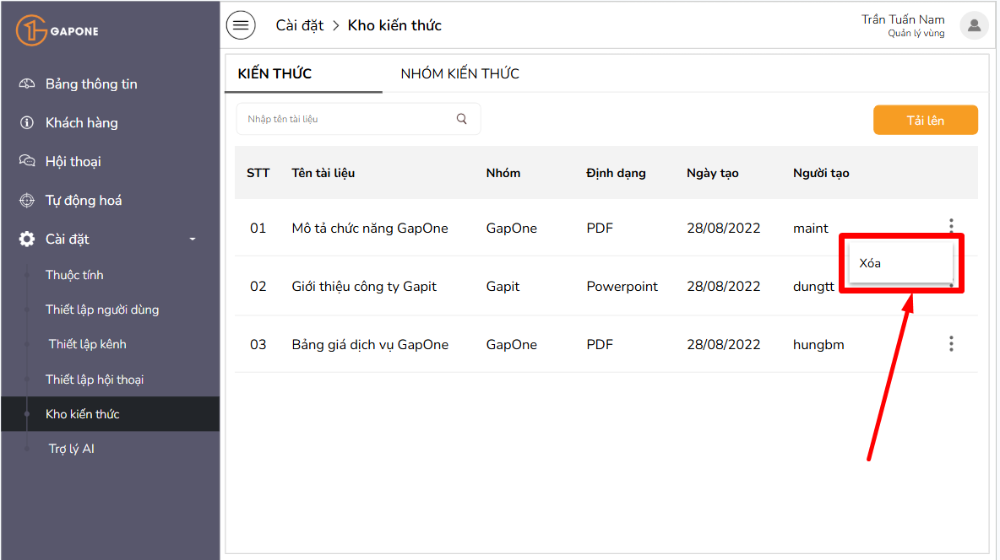 GAPONE
Cài đặt > Kho kiến thức
Trần Tuấn Nam
Quản lý vùng
Bảng thông tin
Khách hàng
Hội thoại
Tự động hoá
Cài đặt
Thuộc tính
Thiết lập người dùng
Thiết lập kênh
Thiết lập hội thoại
Kho kiến thức
Trợ lý AI
KIẾN THỨC NHÓM KIẾN THỨC
Nhập tên tài liệu
Tải lên
STT Tên tài liệu Nhóm Định dạng Ngày tạo Người tạo
01 Mô tả chức năng GapOne GapOne PDF 28/08/2022 maint
Xóa
02 Giới thiệu công ty Gapit Gapit Powerpoint 28/08/2022 dungtt
03 Bảng giá dịch vụ GapOne GapOne PDF 28/08/2022 hungbm